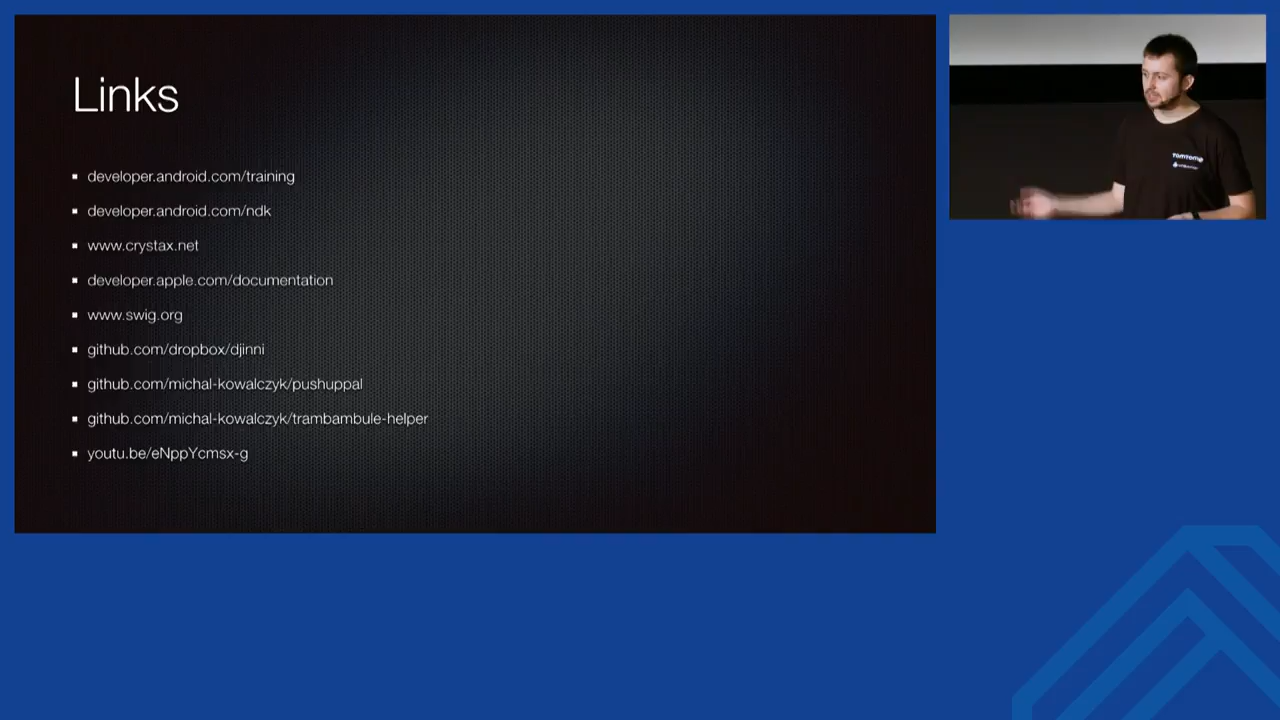 Links
developer.android.com/training
developer.android.com/ndk
www.crystax.net
developer.apple.com/documentation
www.swig.org
github.com/dropbox/djinni
github.com/michal-kowalczyk/pushuppal
github.com/michal-kowalczyk/trambambule-helper
youtu.be/eNppYcmsx-g
TOMTOM